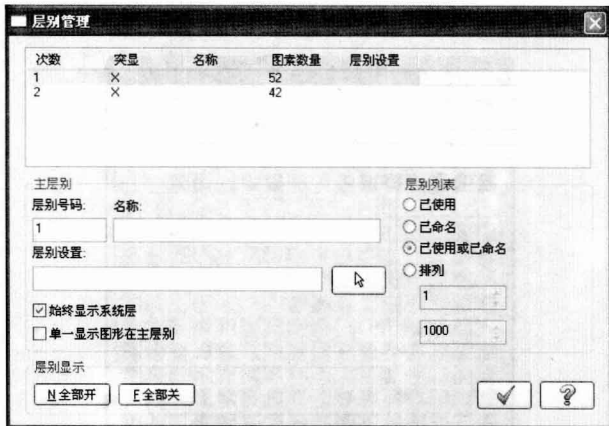 层别管理
次数 突显 名称 图素数量 层别设置
1 X 52
2 X 42
主层别
层别号码: 名称:
1
层别设置:
始终显示系统层
单一显示图形在主层别
层别列表
已使用
已命名
已使用或已命名
排列
1
1000
层别显示
N全部开 F全部关